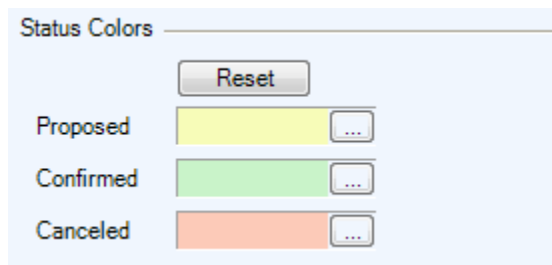 Status Colors
Reset
Proposed ...
Confirmed ...
Canceled ...